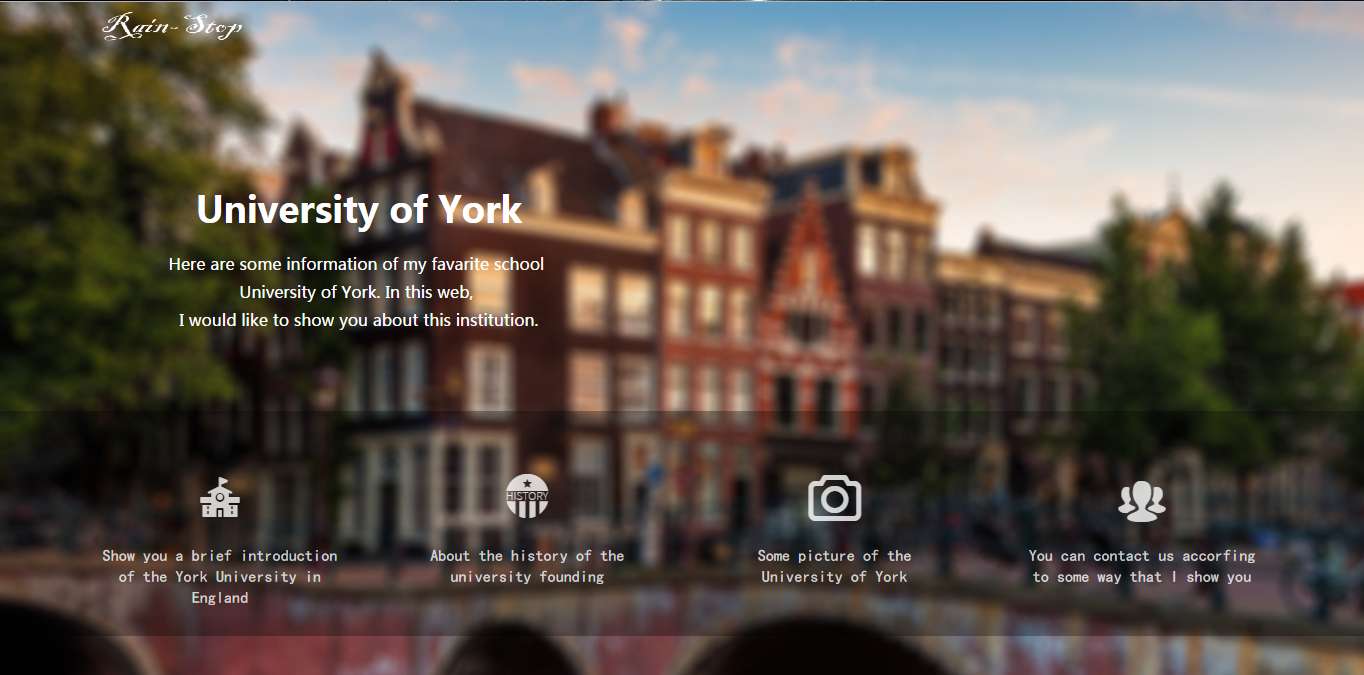 Rain-Stop
University of York
Here are some information of my favarite school
University of York. In this web,
I would like to show you about this institution.
HISTORY
Show you a brief introduction
of the York University in
England
About the history of the
university founding
Some picture of the
University of York
You can contact us accorfing
to some way that I show you